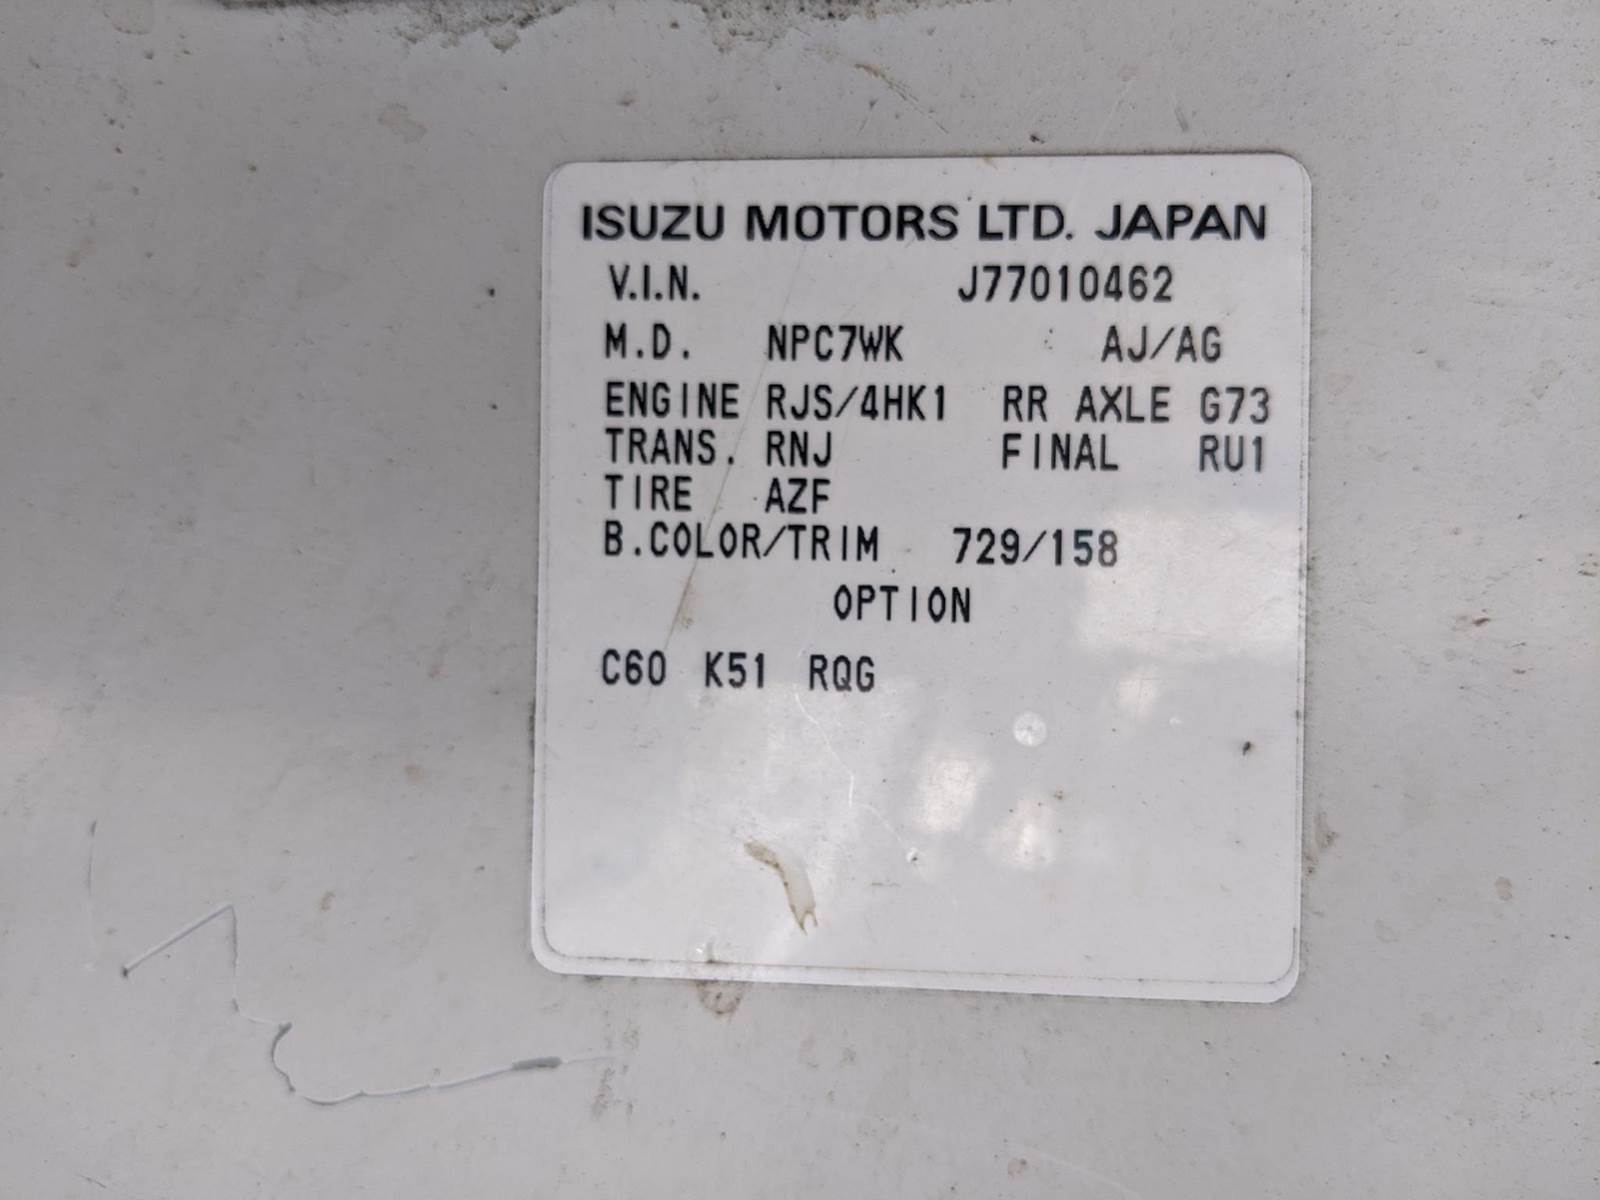 ISUZU MOTORS LTD. JAPAN
V.I.N. J77010462
M.D. NPC7WK AJ/AG
ENGINE RJS/4HK1 RR AXLE G73
TRANS. RNJ FINAL RU1
TIRE AZF
B.COLOR/TRIM 729/158
OPTION
C60 K51 RQG